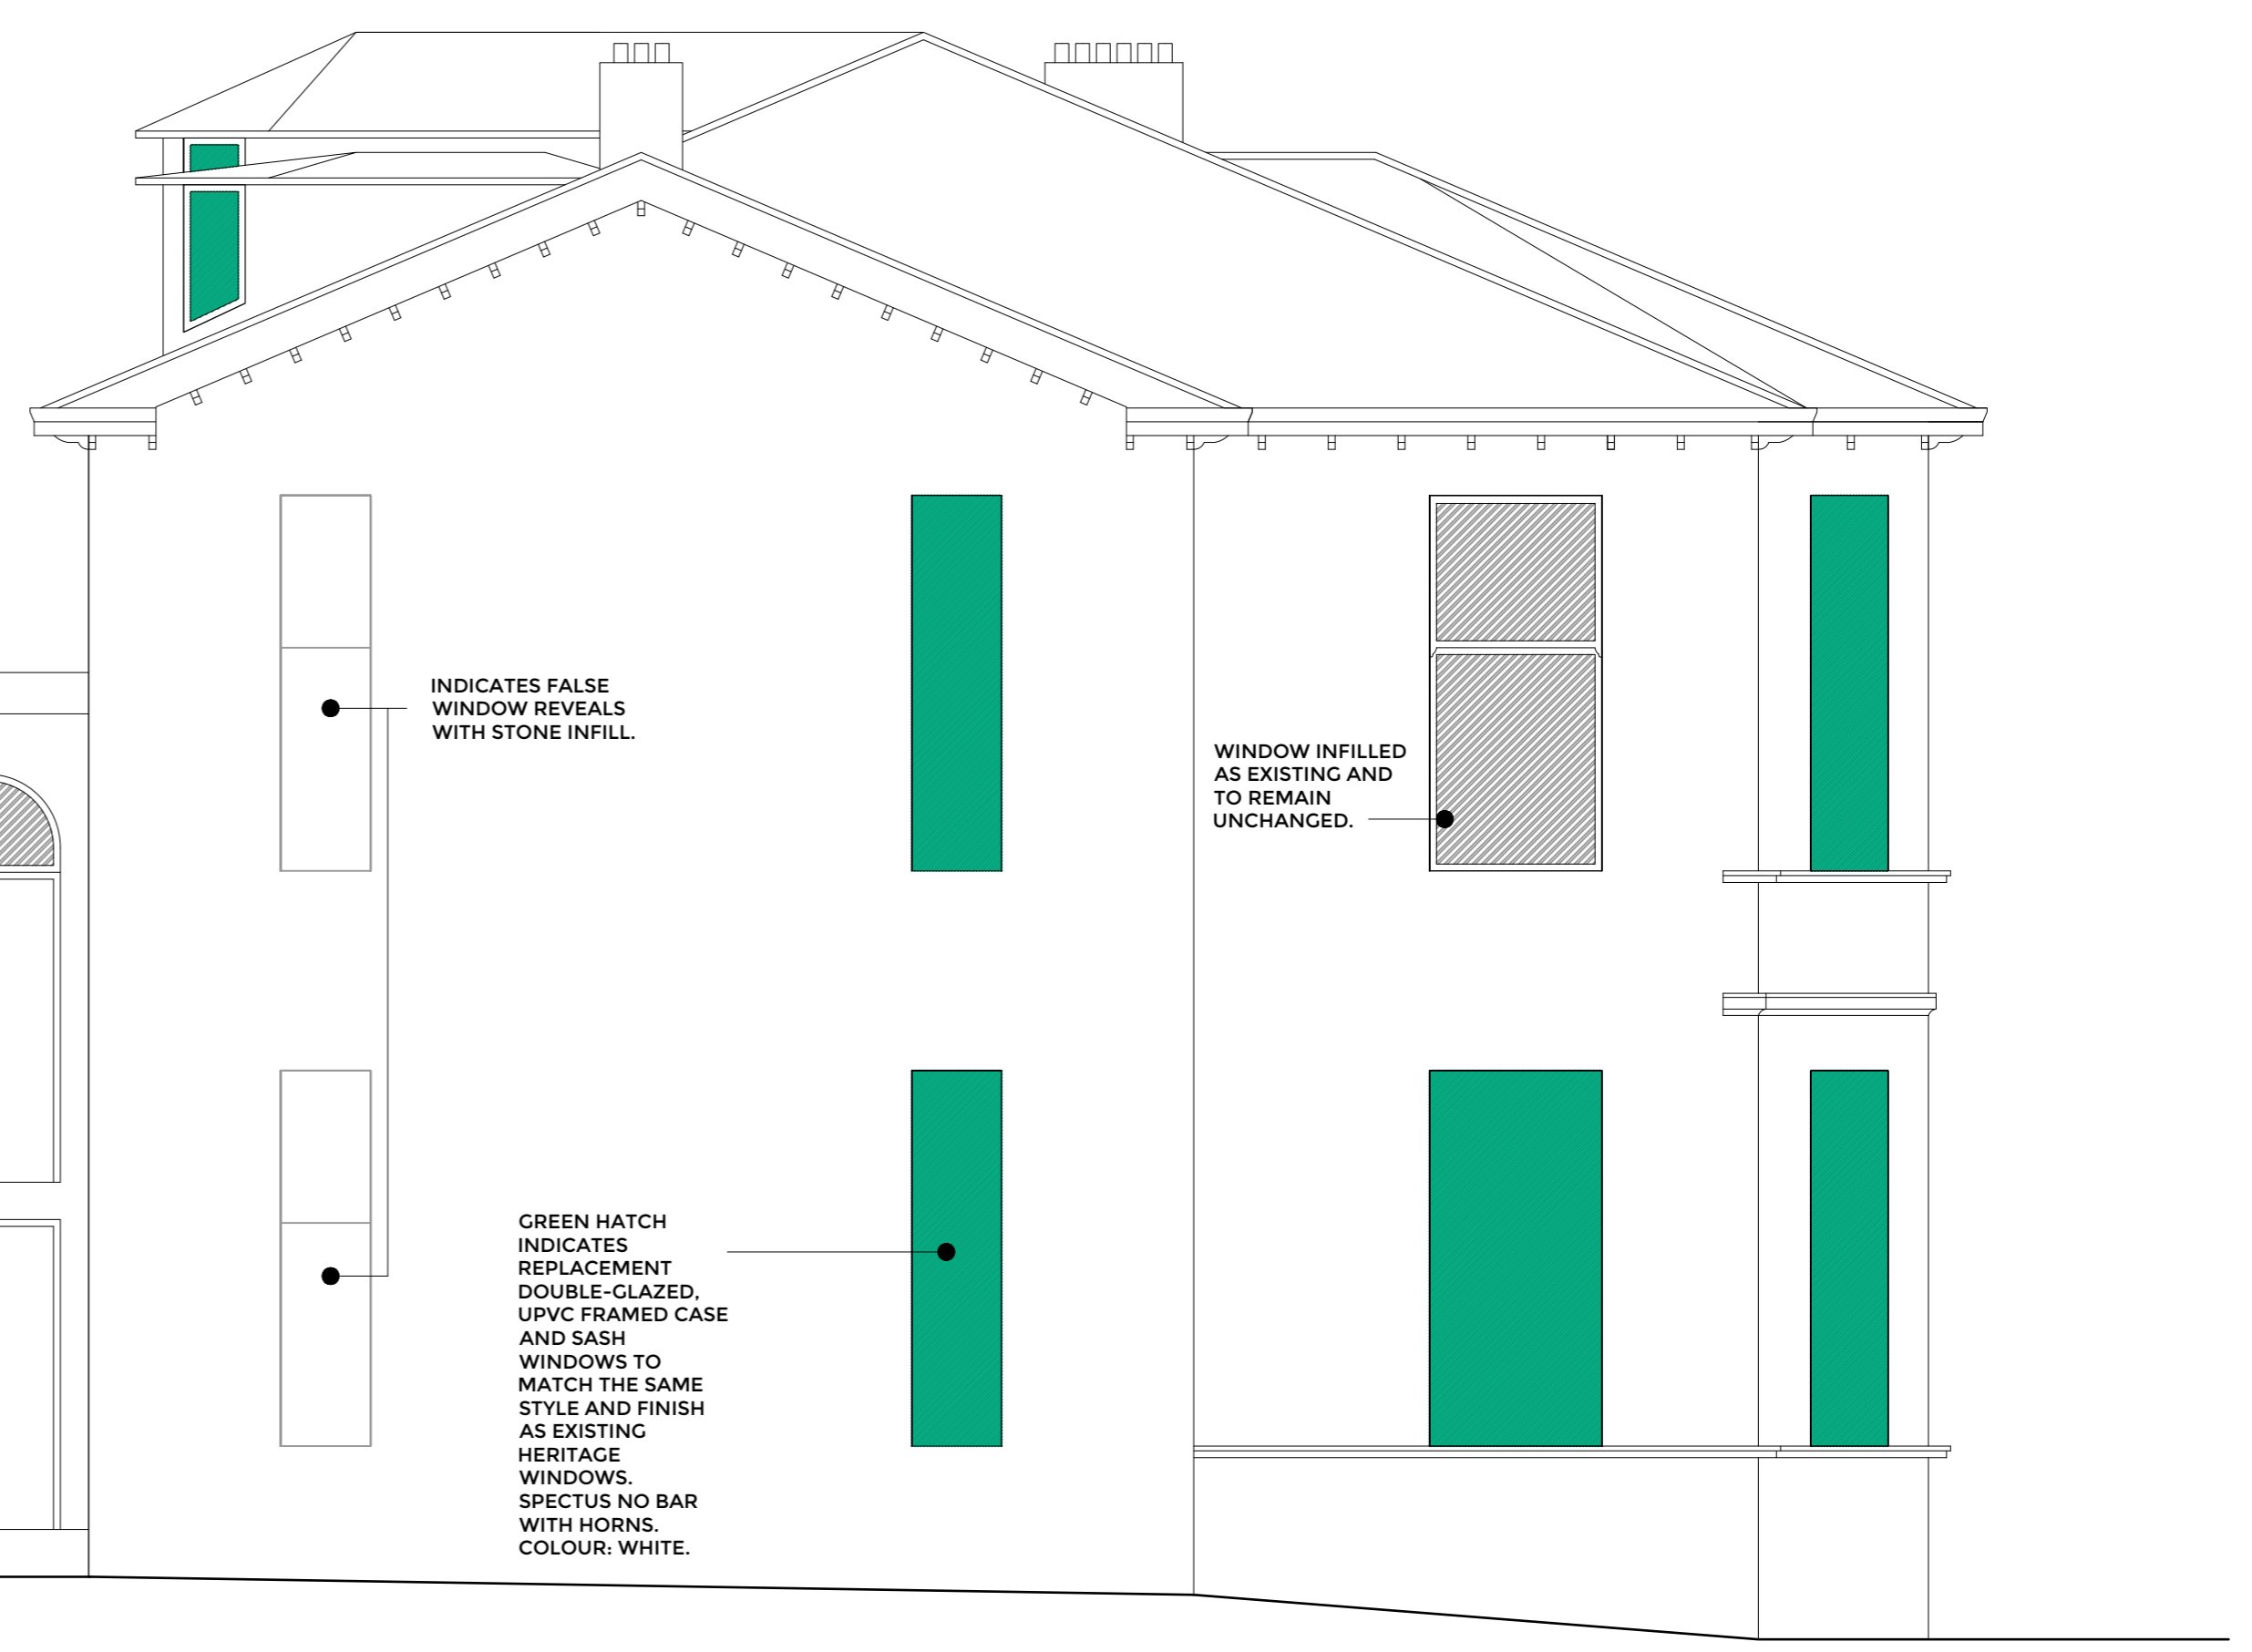 INDICATES FALSE
WINDOW REVEALS
WITH STONE INFILL.
WINDOW INFILLED
AS EXISTING AND
TO REMAIN
UNCHANGED.
GREEN HATCH
INDICATES
REPLACEMENT
DOUBLE-GLAZED,
UPVC FRAMED CASE
AND SASH
WINDOWS TO
MATCH THE SAME
STYLE AND FINISH
AS EXISTING
HERITAGE
WINDOWS.
SPECTUS NO BAR
WITH HORNS.
COLOUR: WHITE.